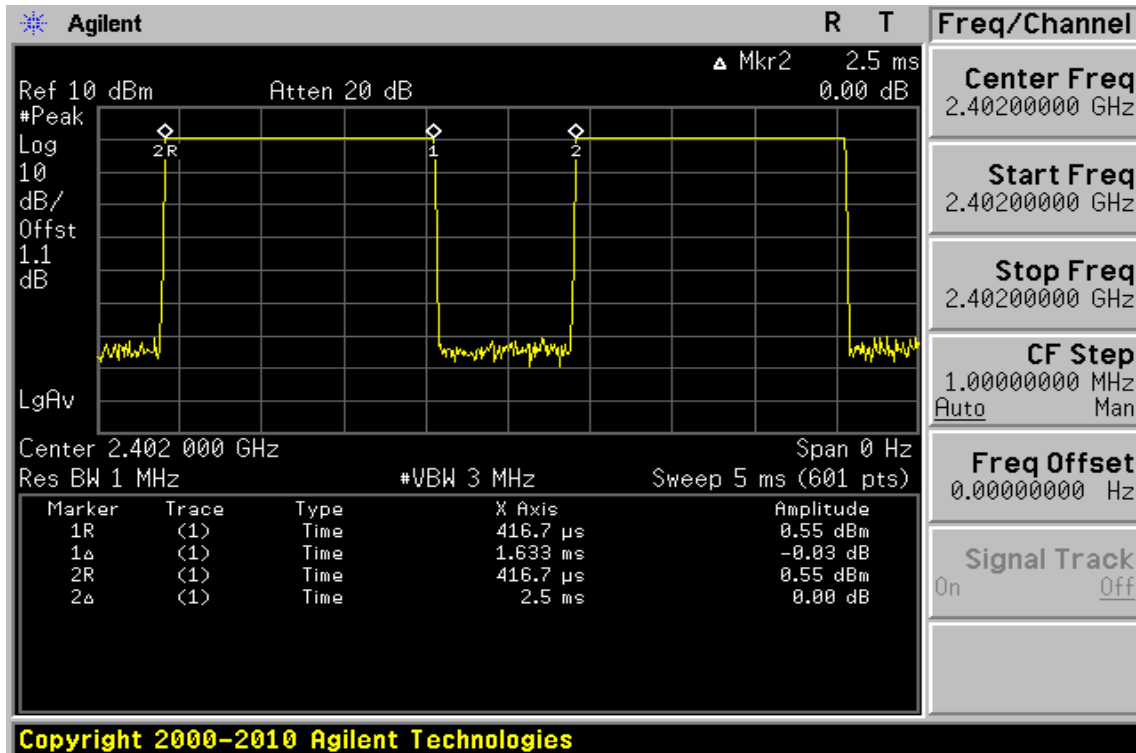 Agilent R T Freq/Channel
▵ Mkr2 2.5 ms
Ref 10 dBm Atten 20 dB 0.00 dB
#Peak
Log
10
dB/
Offst
1.1
dB
LgAv
2R 1 2
Center 2.402 000 GHz Span 0 Hz
Res BW 1 MHz #VBW 3 MHz Sweep 5 ms (601 pts)
Marker Trace Type X Axis Amplitude
1R (1) Time 416.7 µs 0.55 dBm
1▵ (1) Time 1.633 ms -0.03 dB
2R (1) Time 416.7 µs 0.55 dBm
2▵ (1) Time 2.5 ms 0.00 dB
Center Freq
2.40200000 GHz
Start Freq
2.40200000 GHz
Stop Freq
2.40200000 GHz
CF Step
1.00000000 MHz
Auto Man
Freq Offset
0.00000000 Hz
Signal Track
On Off
Copyright 2000-2010 Agilent Technologies